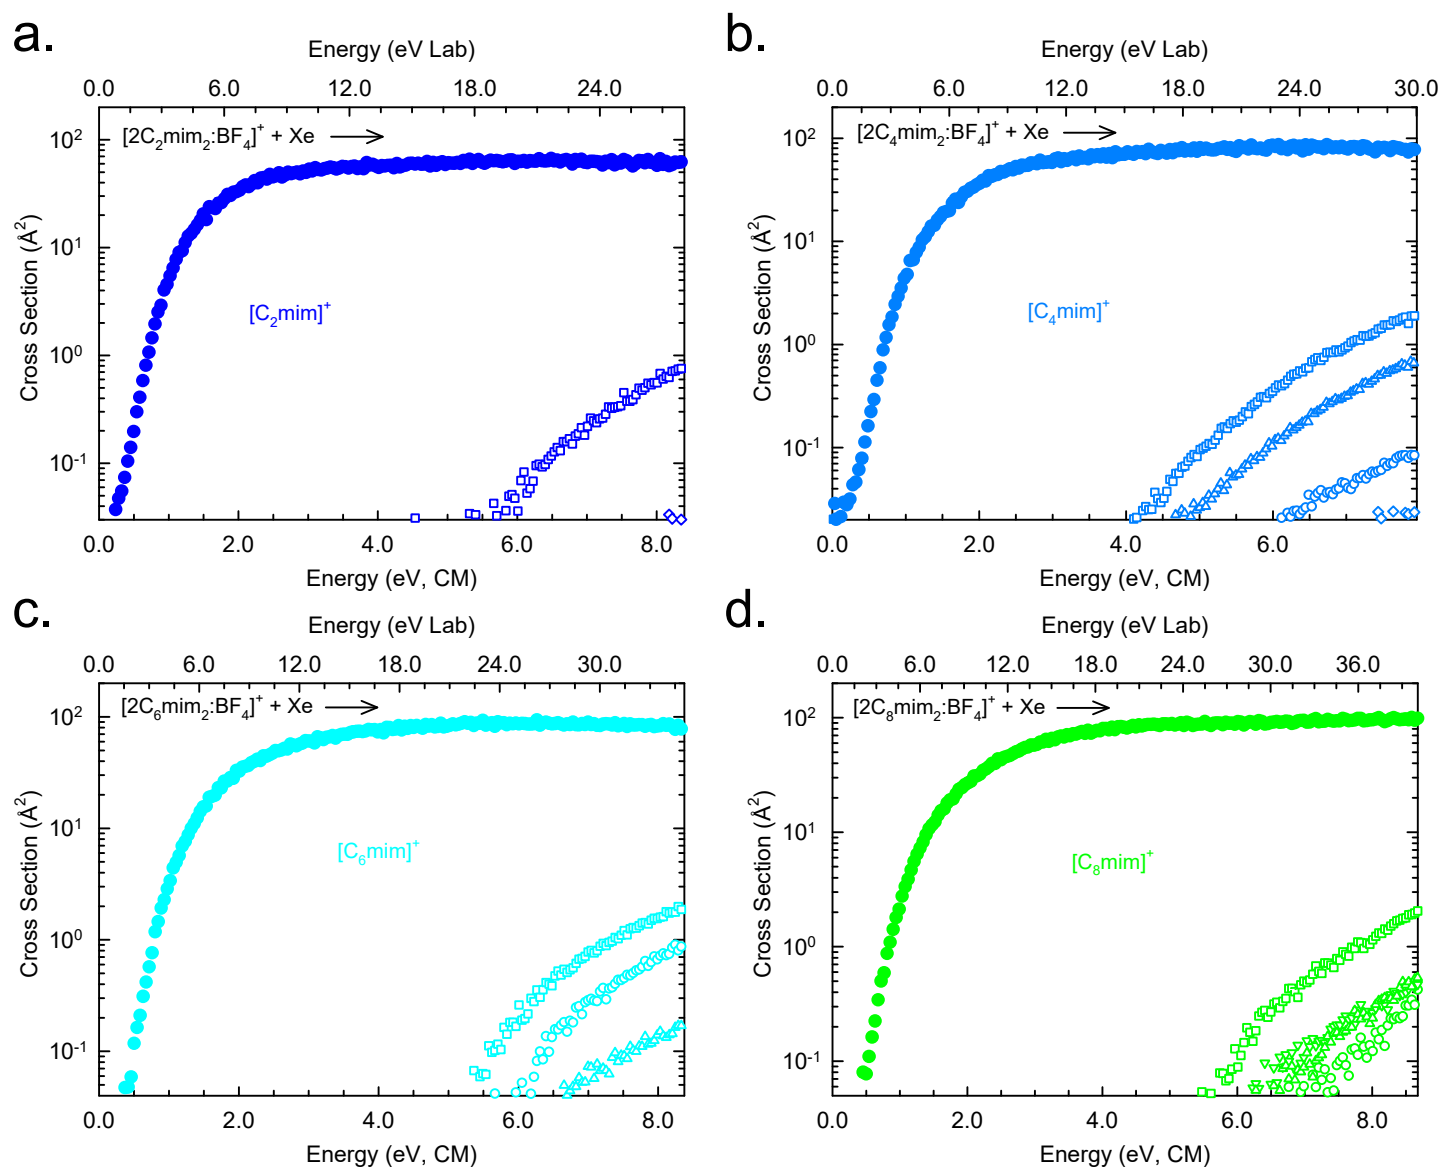 a.
Energy (eV Lab)
0.0 6.0 12.0 18.0 24.0
[2C₂mim₂:BF₄]⁺ + Xe
10² 10¹ 10⁰ 10⁻¹
Cross Section (Å²)
[C₂mim]⁺
0.0 2.0 4.0 6.0 8.0
Energy (eV, CM)
b.
Energy (eV Lab)
0.0 6.0 12.0 18.0 24.0 30.0
[2C₄mim₂:BF₄]⁺ + Xe
10² 10¹ 10⁰ 10⁻¹
Cross Section (Å²)
[C₄mim]⁺
0.0 2.0 4.0 6.0
Energy (eV, CM)
c.
Energy (eV Lab)
0.0 6.0 12.0 18.0 24.0 30.0
[2C₆mim₂:BF₄]⁺ + Xe
10² 10¹ 10⁰ 10⁻¹
Cross Section (Å²)
[C₆mim]⁺
0.0 2.0 4.0 6.0 8.0
Energy (eV, CM)
d.
Energy (eV Lab)
0.0 6.0 12.0 18.0 24.0 30.0 36.0
[2C₈mim₂:BF₄]⁺ + Xe
10² 10¹ 10⁰ 10⁻¹
Cross Section (Å²)
[C₈mim]⁺
0.0 2.0 4.0 6.0 8.0
Energy (eV, CM)